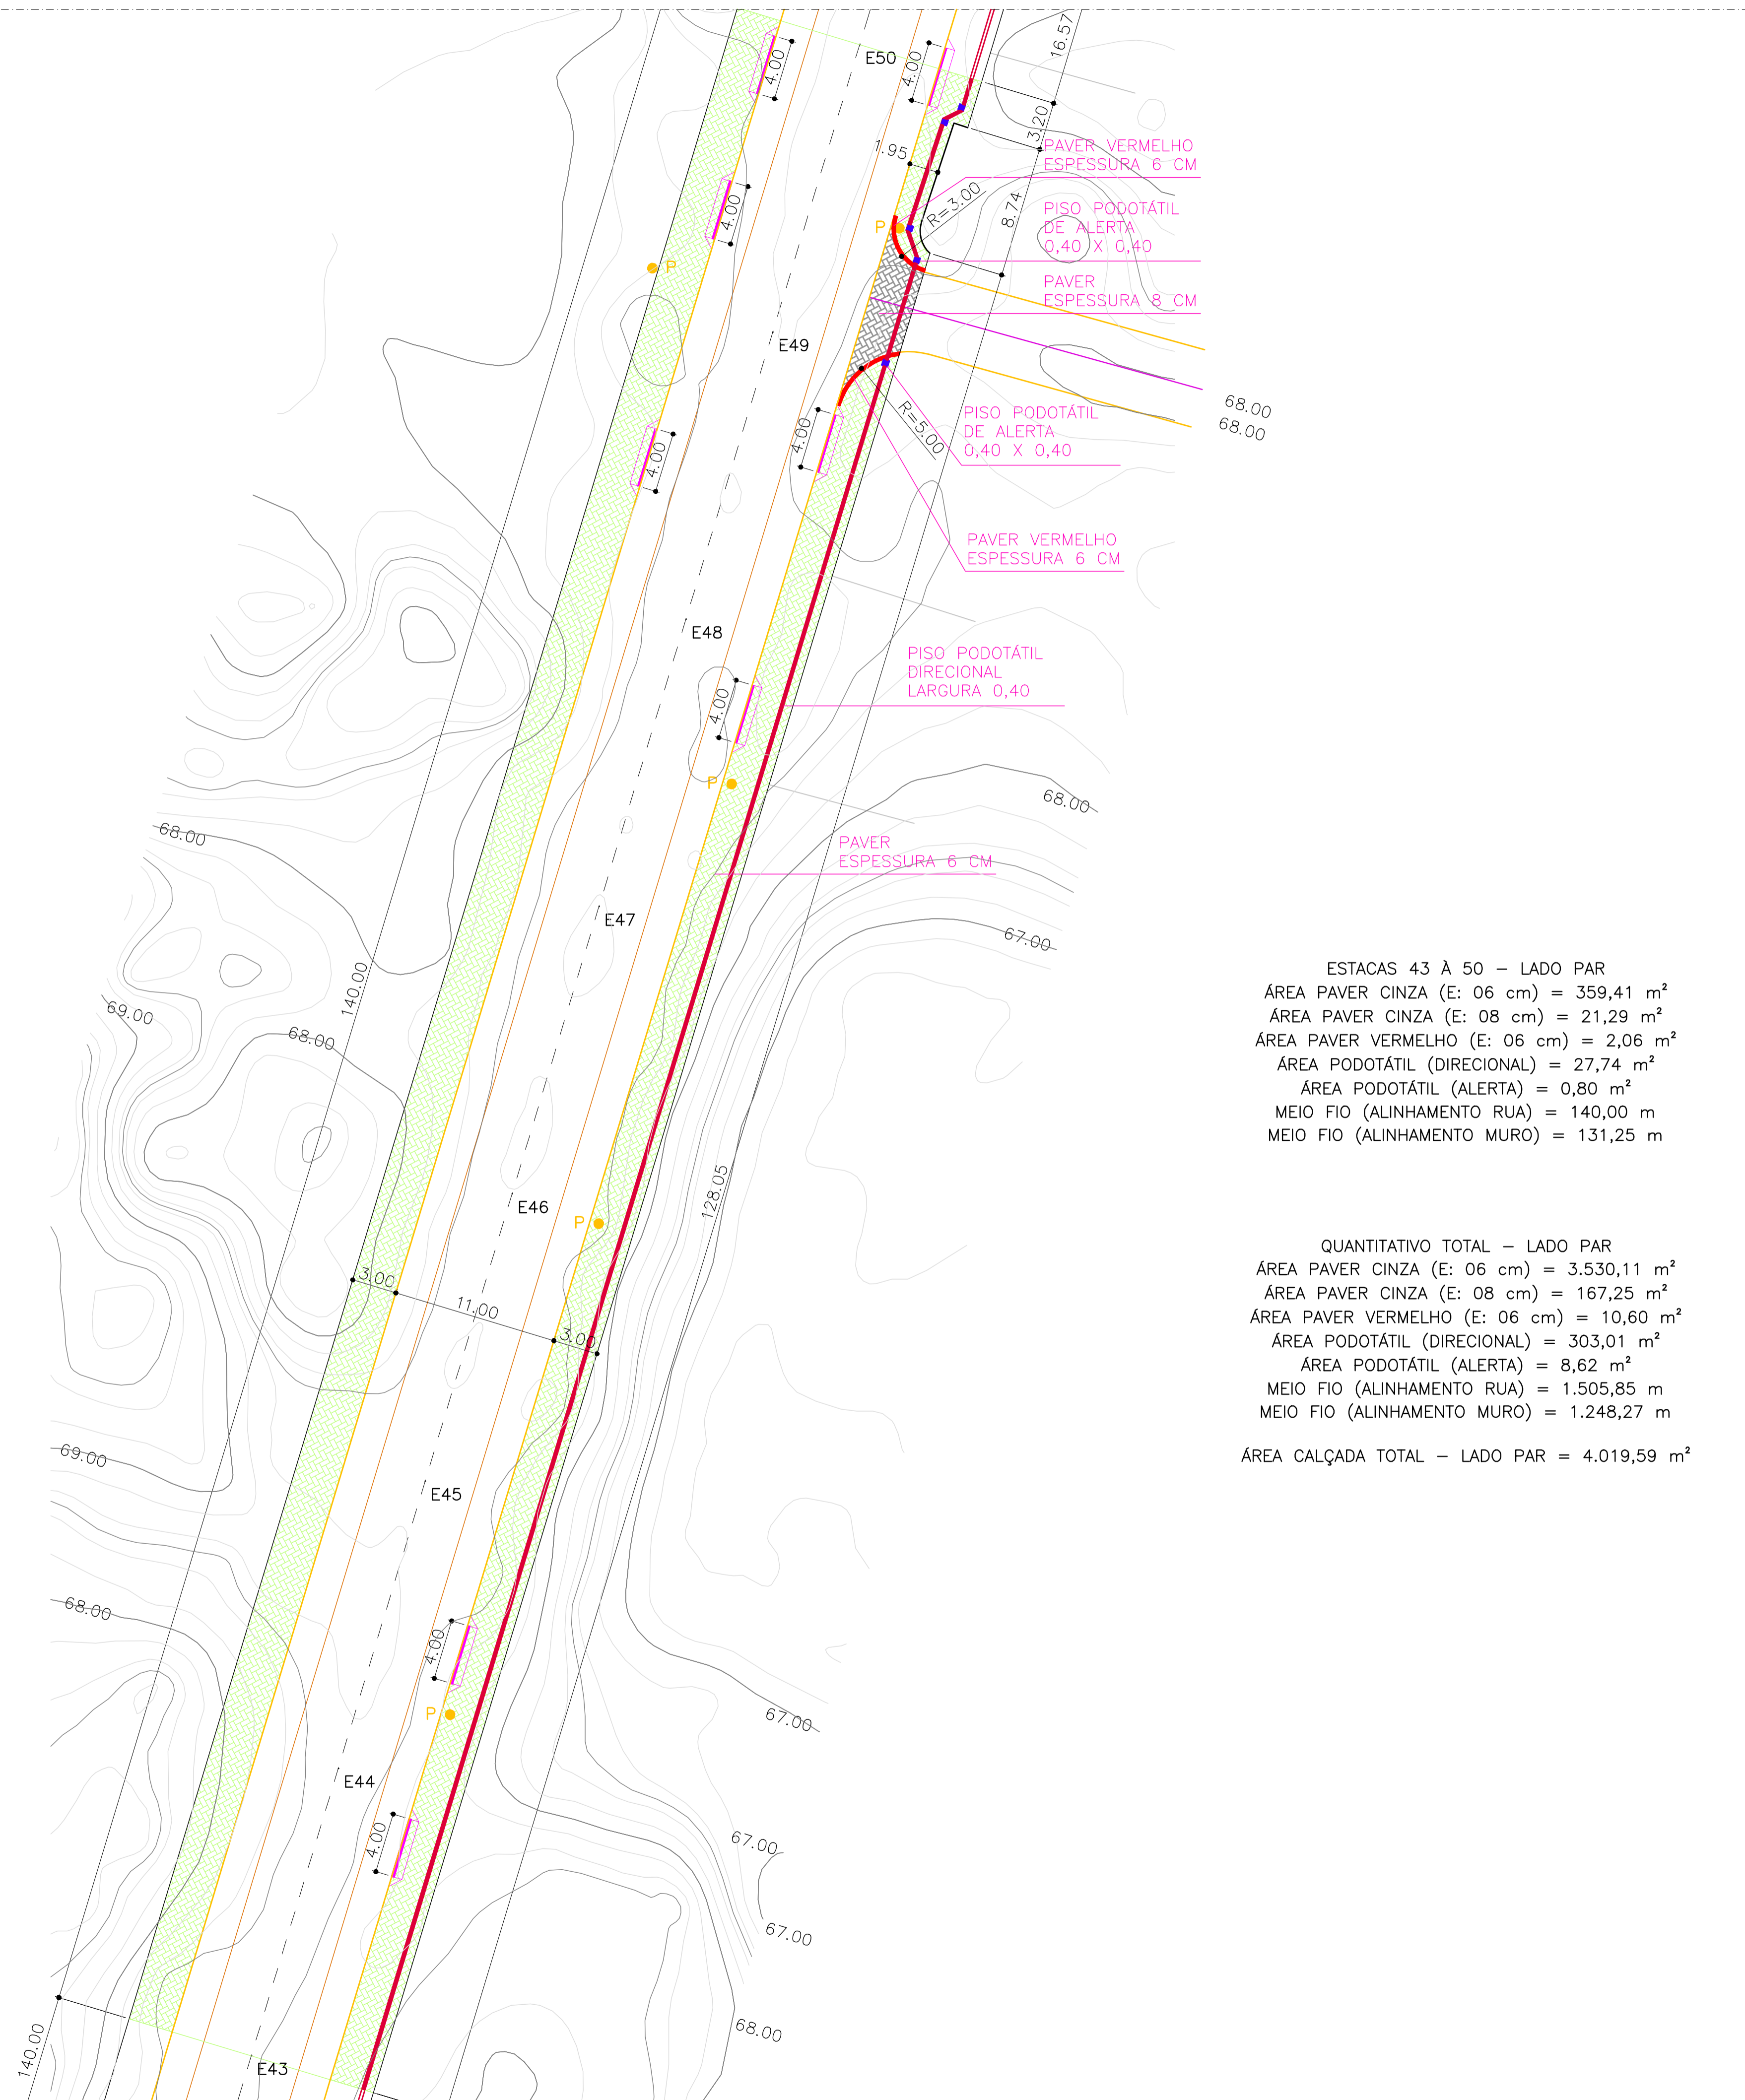 E50
16.57
4.00
4.00
3.20
1.95
PAVER VERMELHO
ESPESSURA 6 CM
R=3.00
8.74
4.00
P
P
PISO PODOTÁTIL
DE ALERTA
0,40 X 0,40
PAVER
ESPESSURA 8 CM
E49
68.00
68.00
R=5.00
4.00
4.00
PISO PODOTÁTIL
DE ALERTA
0,40 X 0,40
PAVER VERMELHO
ESPESSURA 6 CM
E48
PISO PODOTÁTIL
DIRECIONAL
LARGURA 0,40
4.00
P
68.00
68.00
PAVER
ESPESSURA 6 CM
E47
67.00
140.00
69.00
68.00
ESTACAS 43 À 50 – LADO PAR
ÁREA PAVER CINZA (E: 06 cm) = 359,41 m²
ÁREA PAVER CINZA (E: 08 cm) = 21,29 m²
ÁREA PAVER VERMELHO (E: 06 cm) = 2,06 m²
ÁREA PODOTÁTIL (DIRECIONAL) = 27,74 m²
ÁREA PODOTÁTIL (ALERTA) = 0,80 m²
MEIO FIO (ALINHAMENTO RUA) = 140,00 m
MEIO FIO (ALINHAMENTO MURO) = 131,25 m
128.05
E46
P
3.00
11.00
3.00
QUANTITATIVO TOTAL – LADO PAR
ÁREA PAVER CINZA (E: 06 cm) = 3.530,11 m²
ÁREA PAVER CINZA (E: 08 cm) = 167,25 m²
ÁREA PAVER VERMELHO (E: 06 cm) = 10,60 m²
ÁREA PODOTÁTIL (DIRECIONAL) = 303,01 m²
ÁREA PODOTÁTIL (ALERTA) = 8,62 m²
MEIO FIO (ALINHAMENTO RUA) = 1.505,85 m
MEIO FIO (ALINHAMENTO MURO) = 1.248,27 m
ÁREA CALÇADA TOTAL – LADO PAR = 4.019,59 m²
69.00
E45
68.00
4.00
P
67.00
E44
4.00
67.00
67.00
68.00
140.00
E43